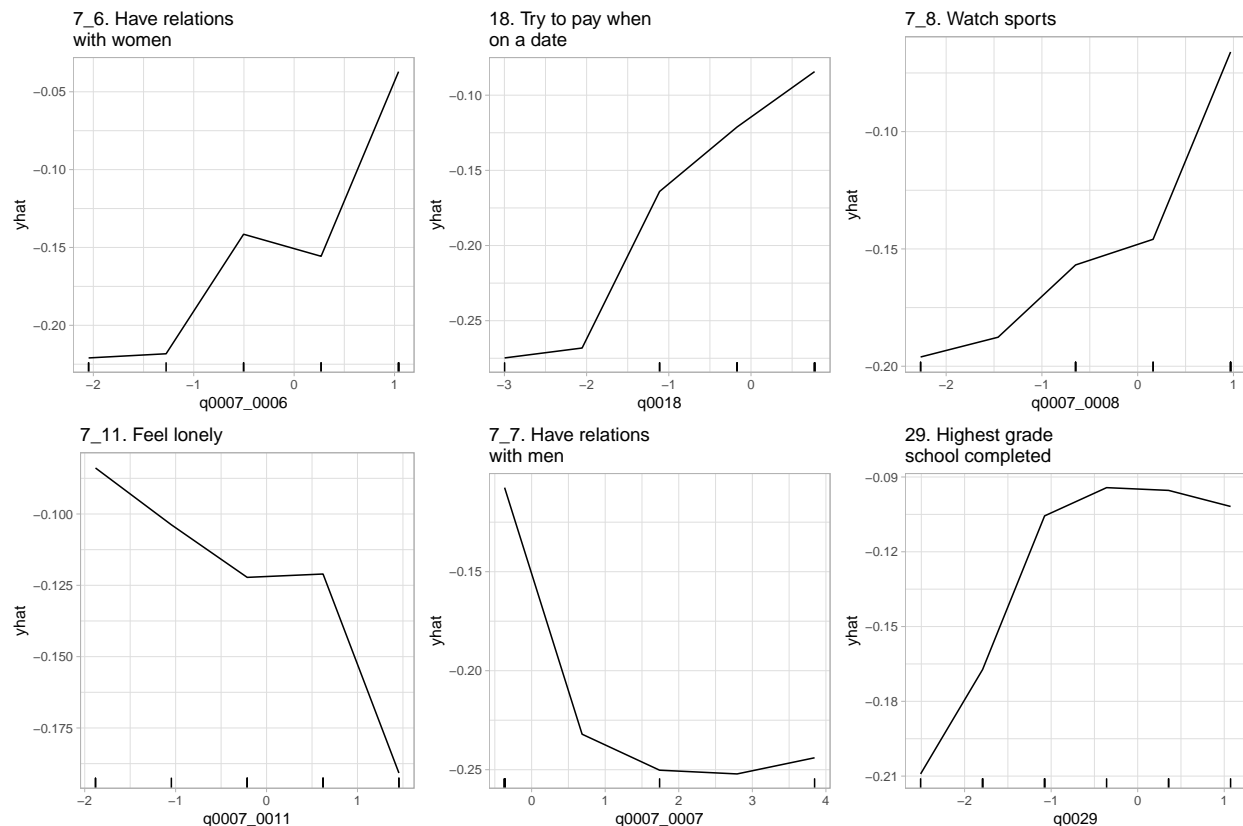 7_6. Have relations
with women
−0.05
−0.10
−0.15
−0.20
yhat
−2
−1
0
1
q0007_0006
18. Try to pay when
on a date
−0.10
−0.15
−0.20
−0.25
yhat
−3
−2
−1
0
q0018
7_8. Watch sports
−0.10
−0.15
−0.20
yhat
−2
−1
0
1
q0007_0008
7_11. Feel lonely
−0.100
−0.125
−0.150
−0.175
yhat
−2
−1
0
1
q0007_0011
7_7. Have relations
with men
−0.15
−0.20
−0.25
yhat
0
1
2
3
4
q0007_0007
29. Highest grade
school completed
−0.09
−0.12
−0.15
−0.18
−0.21
yhat
−2
−1
0
1
q0029